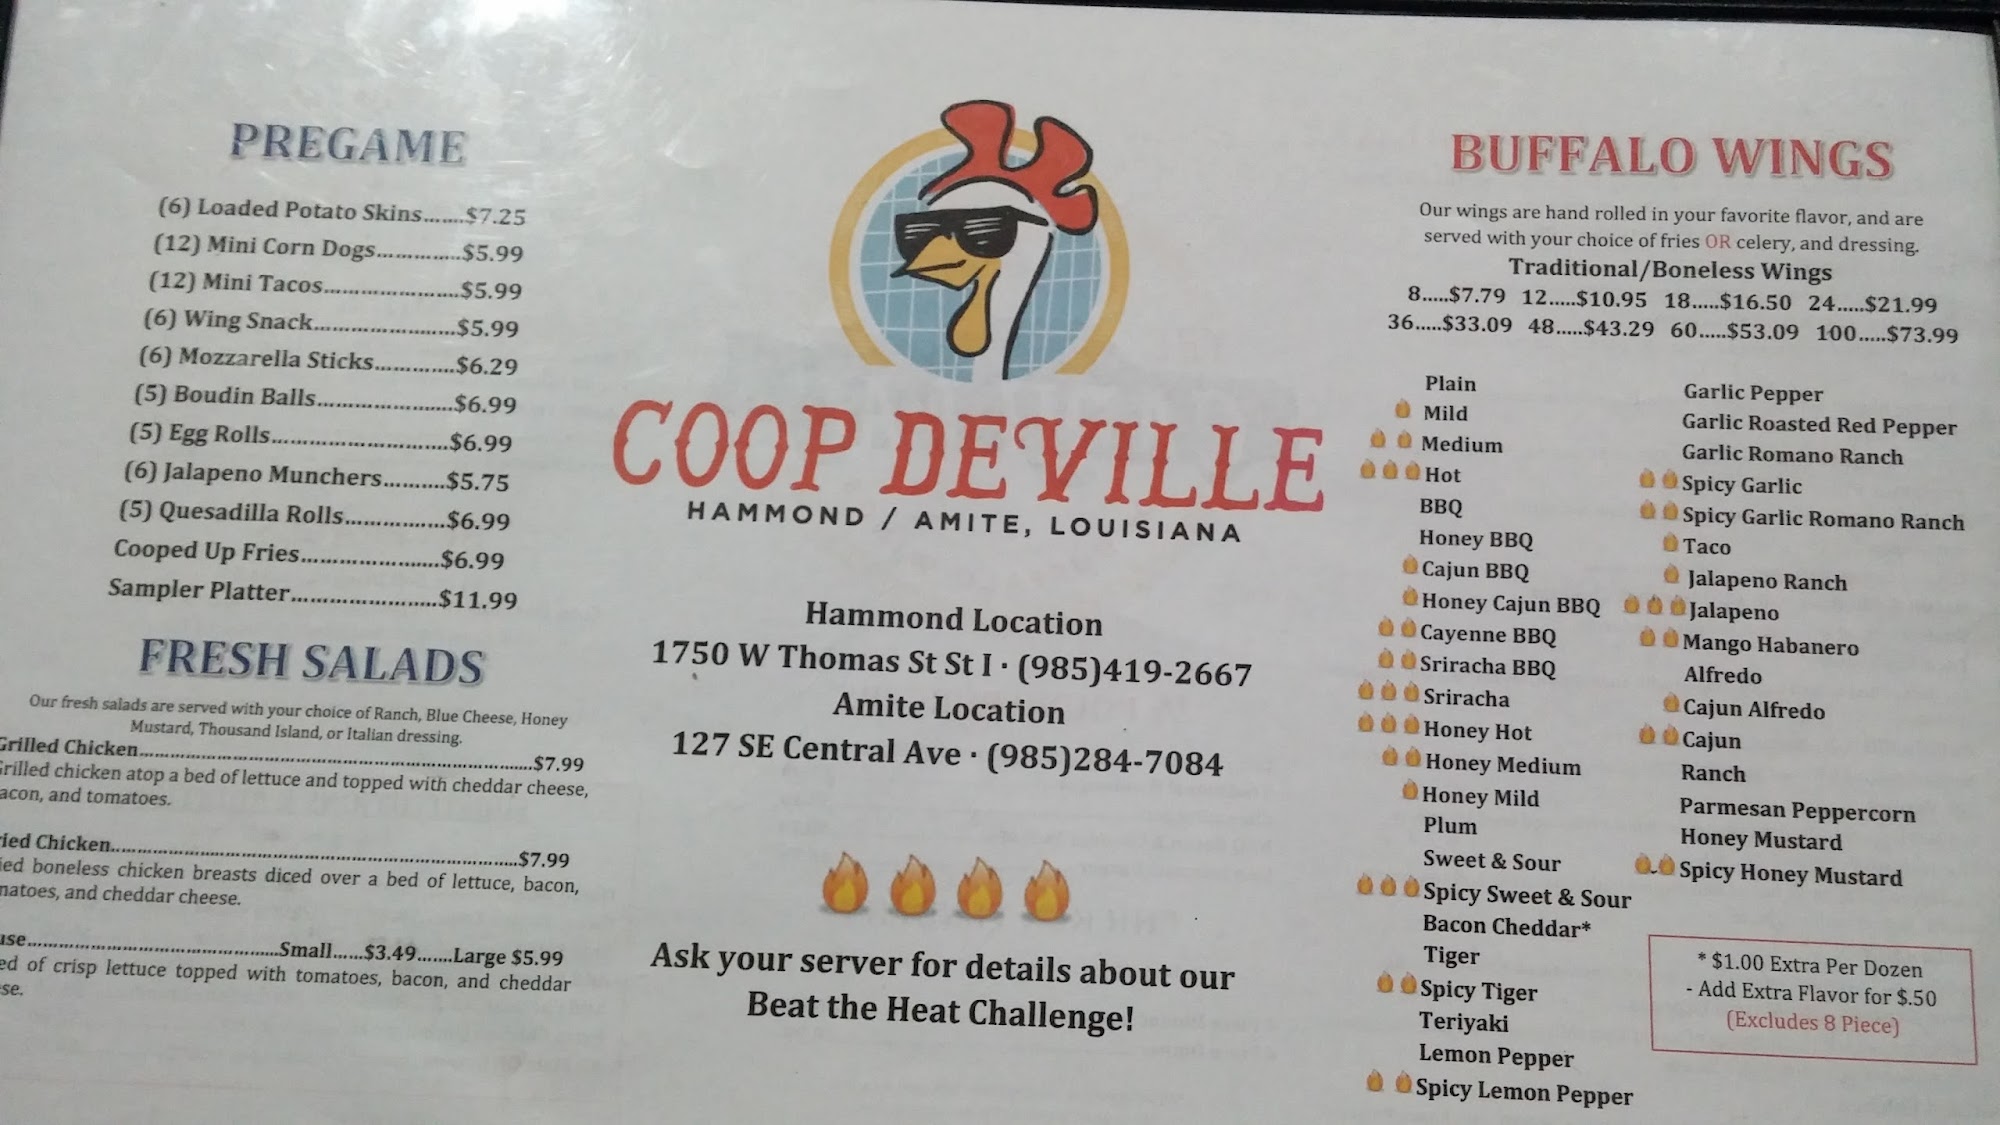 PREGAME
(6) Loaded Potato Skins.......$7.25
(12) Mini Corn Dogs...............$5.99
(12) Mini Tacos.......................$5.99
(6) Wing Snack........................$5.99
(6) Mozzarella Sticks..............$6.29
(5) Boudin Balls.......................$6.99
(5) Egg Rolls..............................$6.99
(6) Jalapeno Munchers..........$5.75
(5) Quesadilla Rolls.................$6.99
Cooped Up Fries.......................$6.99
Sampler Platter.........................$11.99
FRESH SALADS
Our fresh salads are served with your choice of Ranch, Blue Cheese, Honey
Mustard, Thousand Island, or Italian dressing.
Grilled Chicken..................................................................$7.99
Grilled chicken atop a bed of lettuce and topped with cheddar cheese,
acon, and tomatoes.
ried Chicken......................................................................$7.99
ied boneless chicken breasts diced over a bed of lettuce, bacon,
matoes, and cheddar cheese.
use...........................................Small......$3.49.......Large $5.99
ed of crisp lettuce topped with tomatoes, bacon, and cheddar
se.
COOP DEVILLE
HAMMOND / AMITE, LOUISIANA
Hammond Location
1750 W Thomas St St I · (985)419-2667
Amite Location
127 SE Central Ave · (985)284-7084
Ask your server for details about our
Beat the Heat Challenge!
BUFFALO WINGS
Our wings are hand rolled in your favorite flavor, and are
served with your choice of fries OR celery, and dressing.
Traditional/Boneless Wings
8.....$7.79 12.....$10.95 18.....$16.50 24.....$21.99
36.....$33.09 48.....$43.29 60.....$53.09 100.....$73.99
Plain
Mild
Medium
Hot
BBQ
Honey BBQ
Cajun BBQ
Honey Cajun BBQ
Cayenne BBQ
Sriracha BBQ
Sriracha
Honey Hot
Honey Medium
Honey Mild
Plum
Sweet & Sour
Spicy Sweet & Sour
Bacon Cheddar*
Tiger
Spicy Tiger
Teriyaki
Lemon Pepper
Spicy Lemon Pepper
Garlic Pepper
Garlic Roasted Red Pepper
Garlic Romano Ranch
Spicy Garlic
Spicy Garlic Romano Ranch
Taco
Jalapeno Ranch
Jalapeno
Mango Habanero
Alfredo
Cajun Alfredo
Cajun
Ranch
Parmesan Peppercorn
Honey Mustard
Spicy Honey Mustard
* $1.00 Extra Per Dozen
- Add Extra Flavor for $.50
(Excludes 8 Piece)